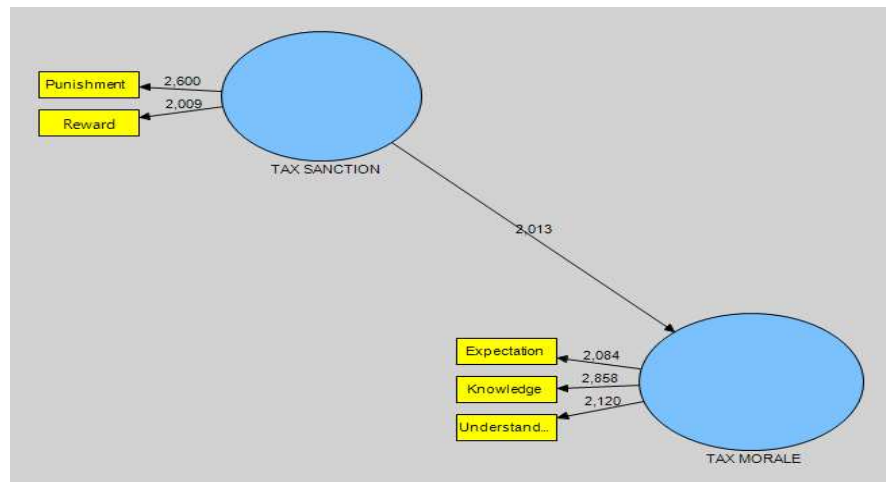 Punishment
2,600
2,009
Reward
TAX SANCTION
2,013
Expectation
2,084
Knowledge
2,858
2,120
Understand...
TAX MORALE